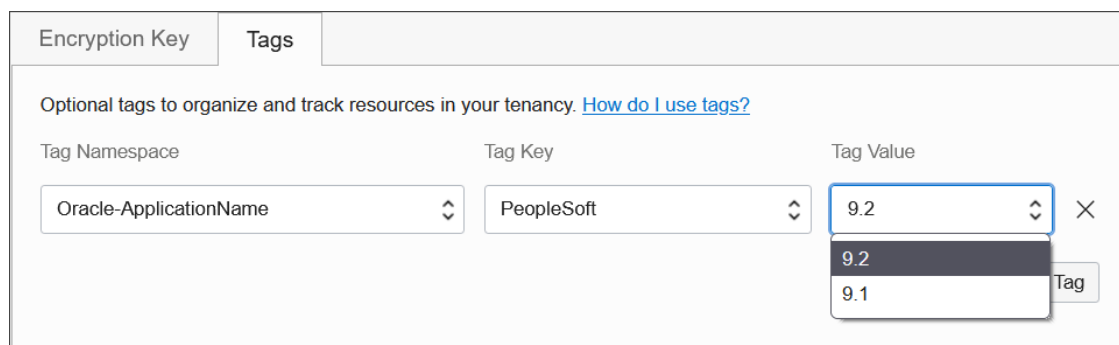 Encryption Key
Tags
Optional tags to organize and track resources in your tenancy. How do I use tags?
Tag Namespace
Tag Key
Tag Value
Oracle-ApplicationName
PeopleSoft
9.2
9.2
9.1
Tag